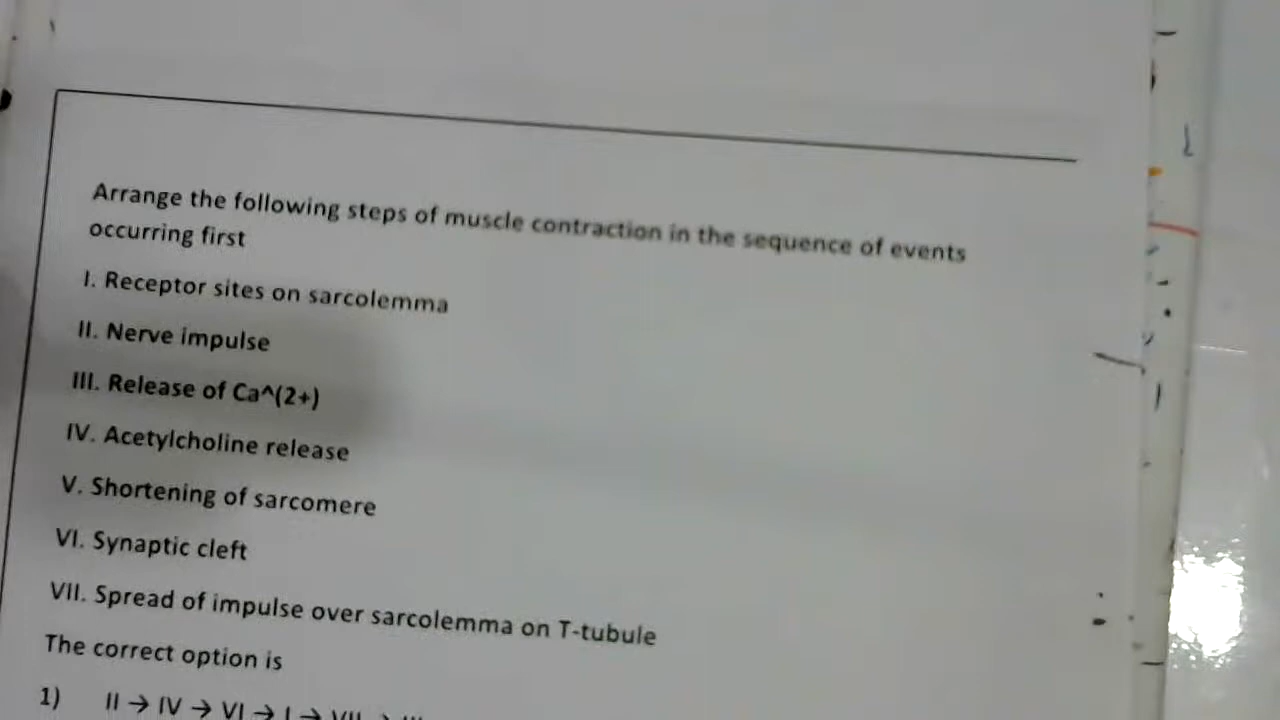 Arrange the following steps of muscle contraction in the sequence of events
occurring first
I. Receptor sites on sarcolemma
II. Nerve impulse
III. Release of Ca^(2+)
IV. Acetylcholine release
V. Shortening of sarcomere
VI. Synaptic cleft
VII. Spread of impulse over sarcolemma on T-tubule
The correct option is
1) II → IV → VI → I → VII →